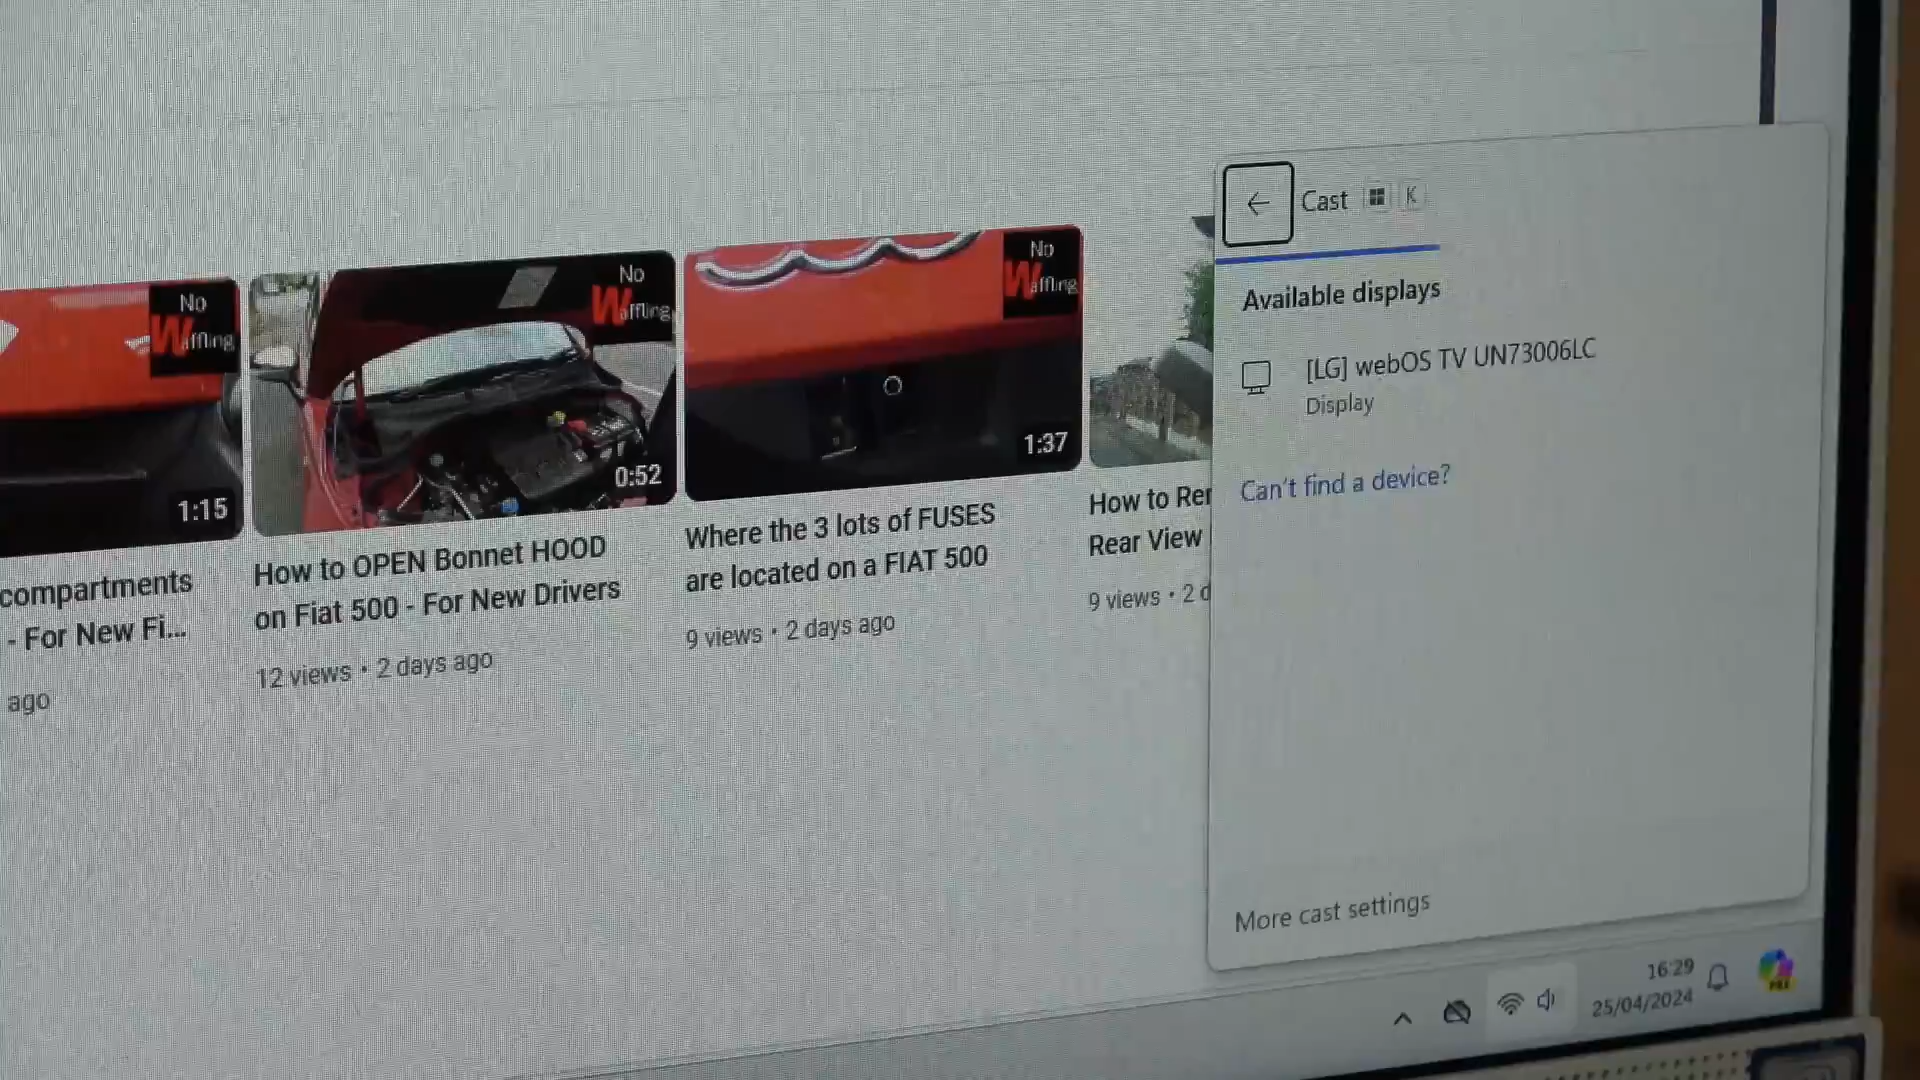 Cast K
Available displays
[LG] webOS TV UN73006LC
Display
Can't find a device?
More cast settings
No
Waffling
1:15
compartments
- For New Fi...
ago
No
Waffling
0:52
How to OPEN Bonnet HOOD
on Fiat 500 - For New Drivers
12 views • 2 days ago
No
Waffling
1:37
Where the 3 lots of FUSES
are located on a FIAT 500
9 views • 2 days ago
How to Rer
Rear View
9 views • 2 d
16:29
25/04/2024
PRE